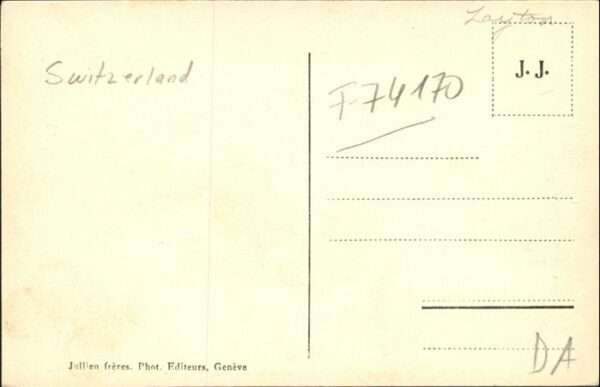 J. J.
Switzerland
F-74170
DA
Jullien frères. Phot. Editeurs, Genève